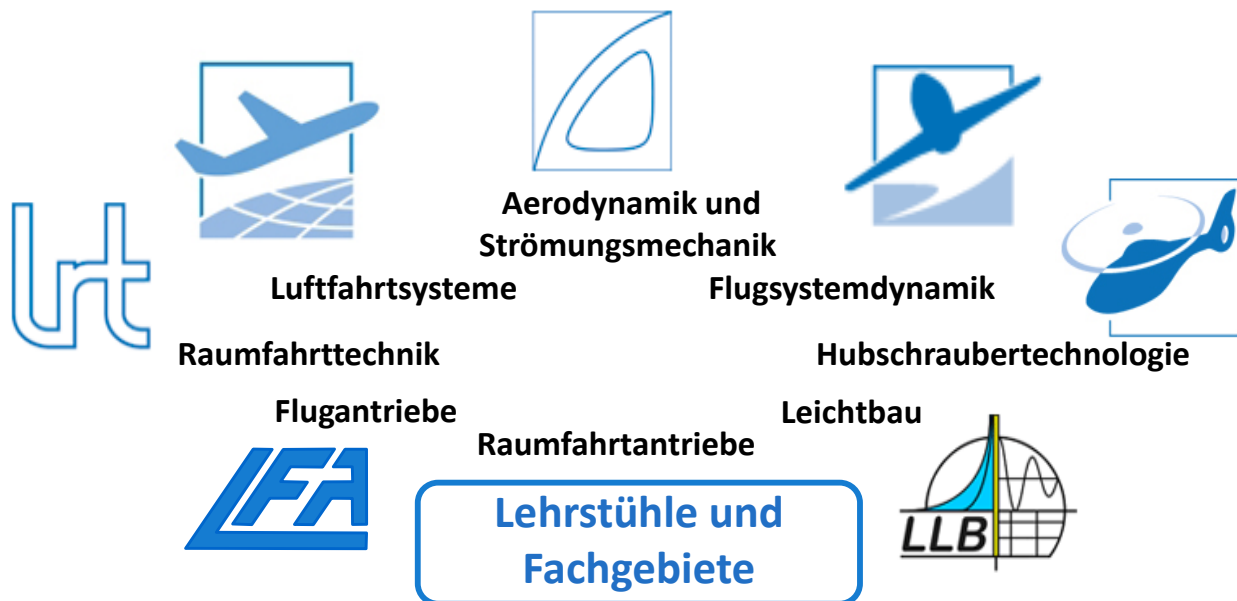 Aerodynamik und
Strömungsmechanik
Luftfahrtsysteme
Flugsystemdynamik
lrt
Raumfahrttechnik
Hubschraubertechnologie
Flugantriebe
Leichtbau
Raumfahrtantriebe
LFA
Lehrstühle und
Fachgebiete
LLB